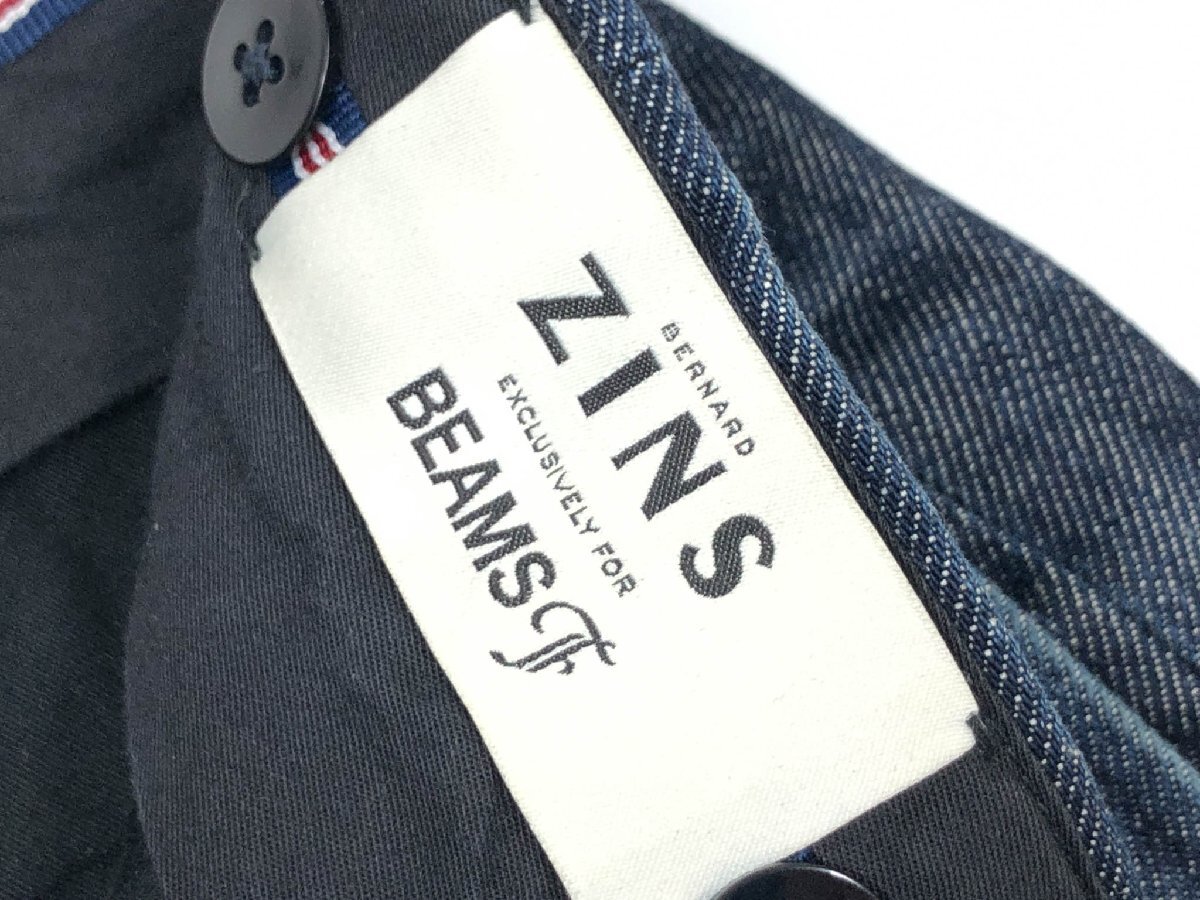 BERNARD
ZINS
EXCLUSIVELY FOR
BEAMS F